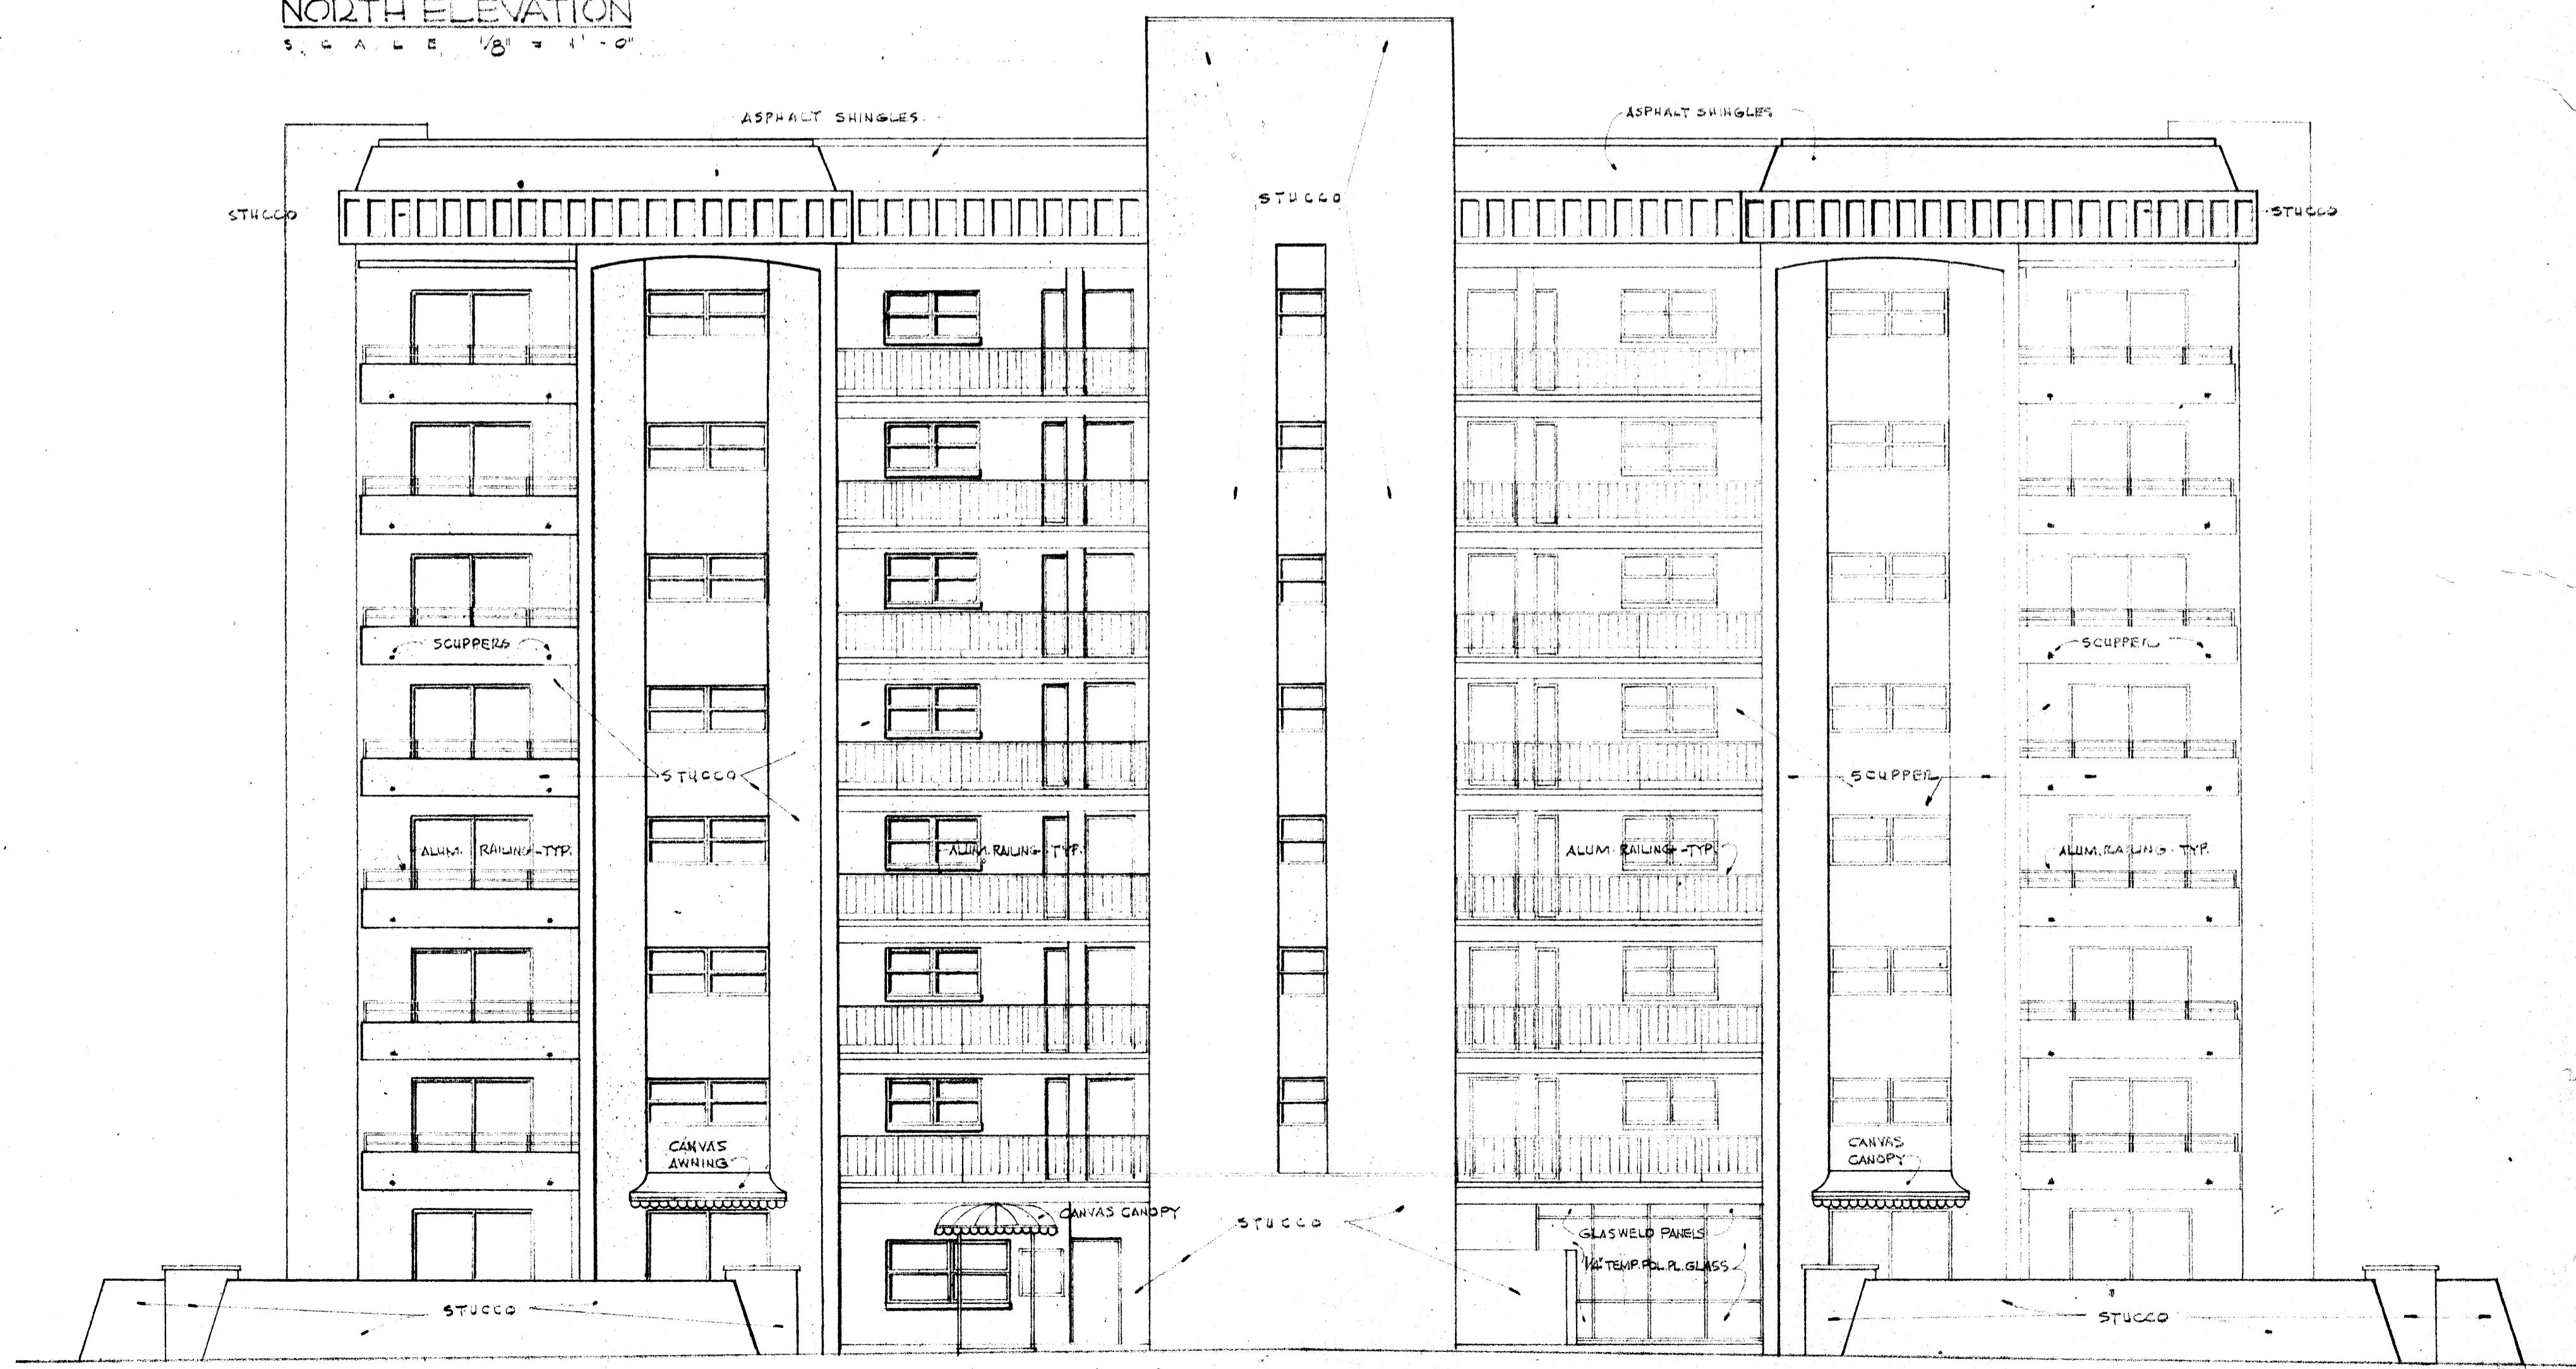 NORTH ELEVATION
SCALE 1/8" = 1'-0"
ASPHALT SHINGLES
ASPHALT SHINGLES
STUCCO
STUCCO
STUCCO
SCUPPERS
SCUPPER
STUCCO
SCUPPER
ALUM. RAILING-TYP.
ALUM. RAILING TYP.
ALUM. RAILING-TYP.
ALUM. RAILING-TYP.
CANVAS
AWNING
CANVAS
CANOPY
CANVAS CANOPY
STUCCO
GLASWELD PANELS
1/4" TEMP. POL. PL. GLASS
STUCCO
STUCCO